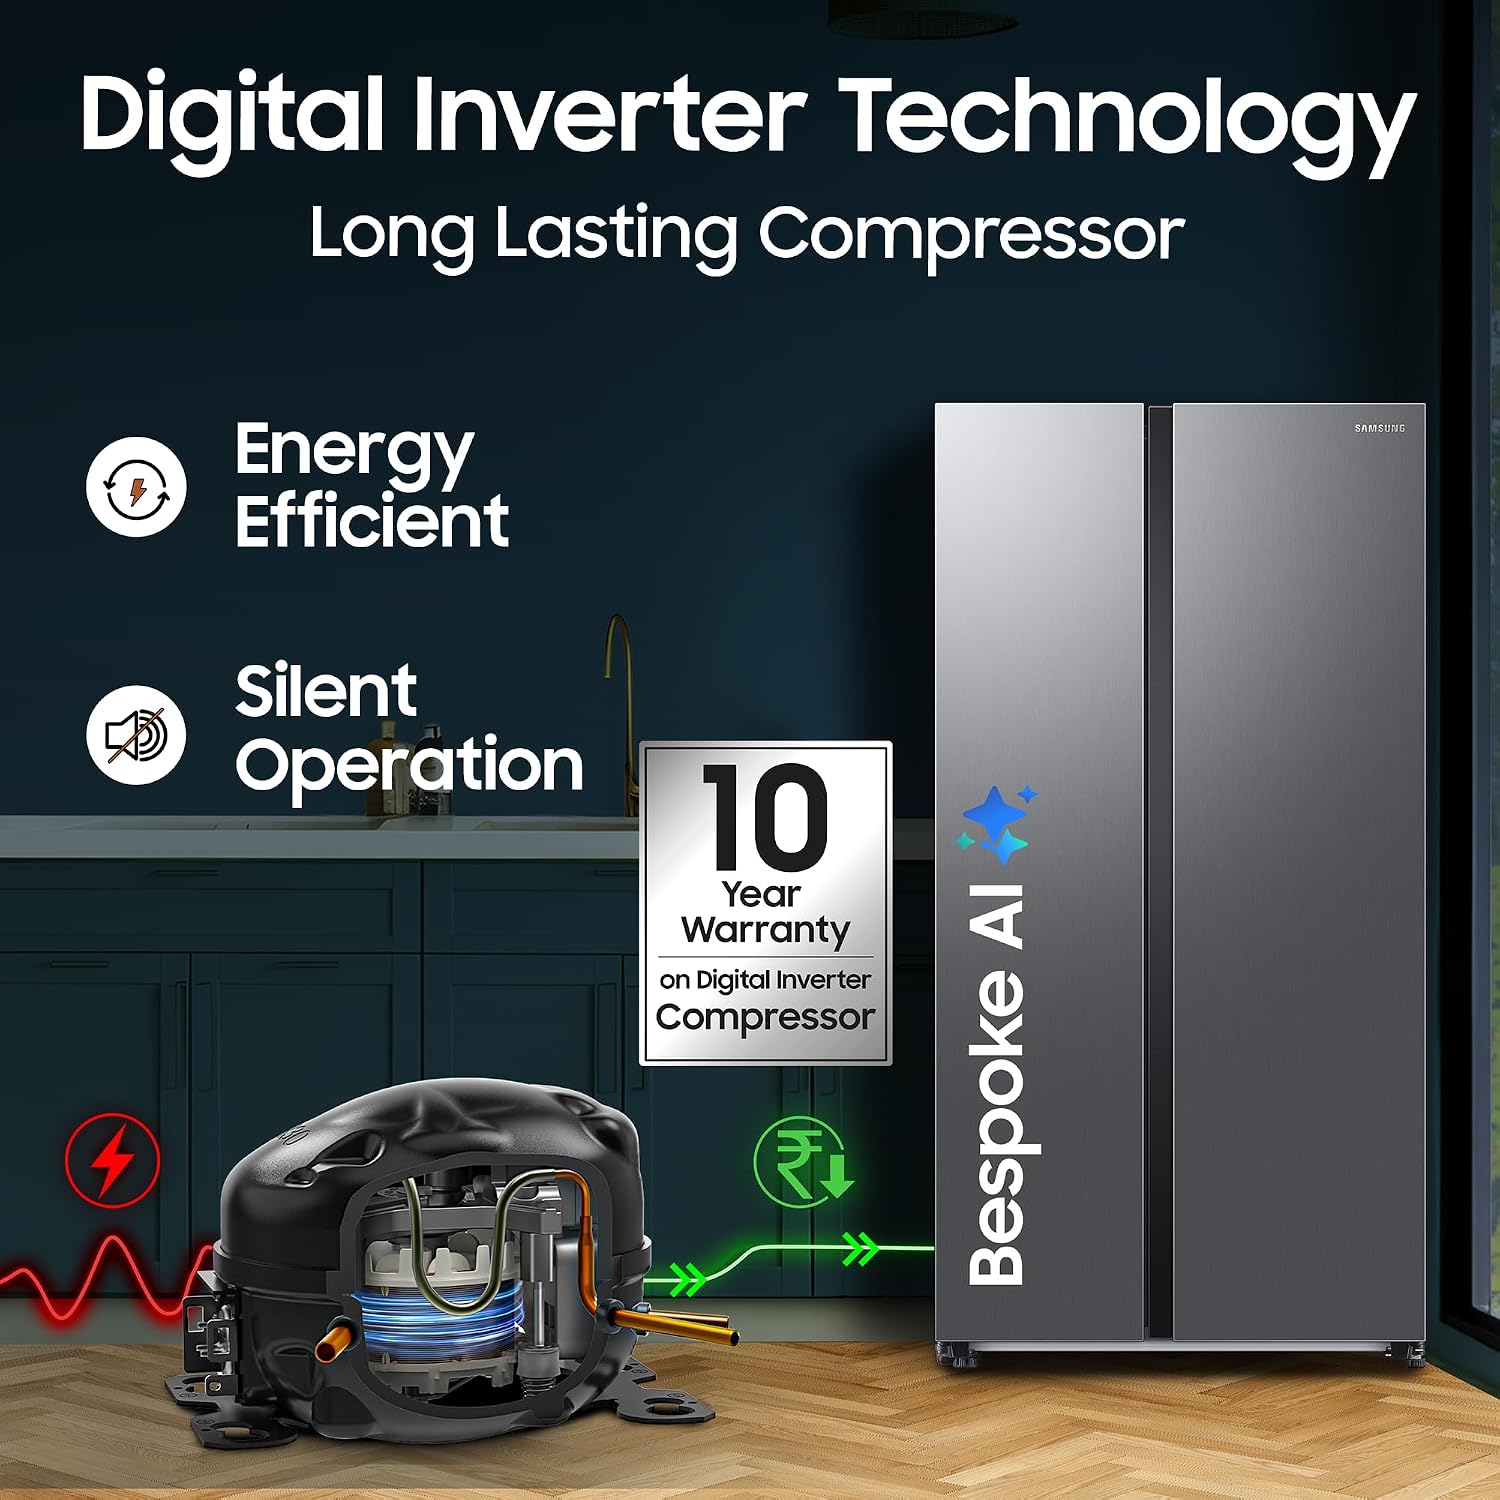 Digital Inverter Technology
Long Lasting Compressor
Energy
Efficient
Silent
Operation
SAMSUNG
10
Year
Warranty
on Digital Inverter
Compressor
Bespoke AI
₹